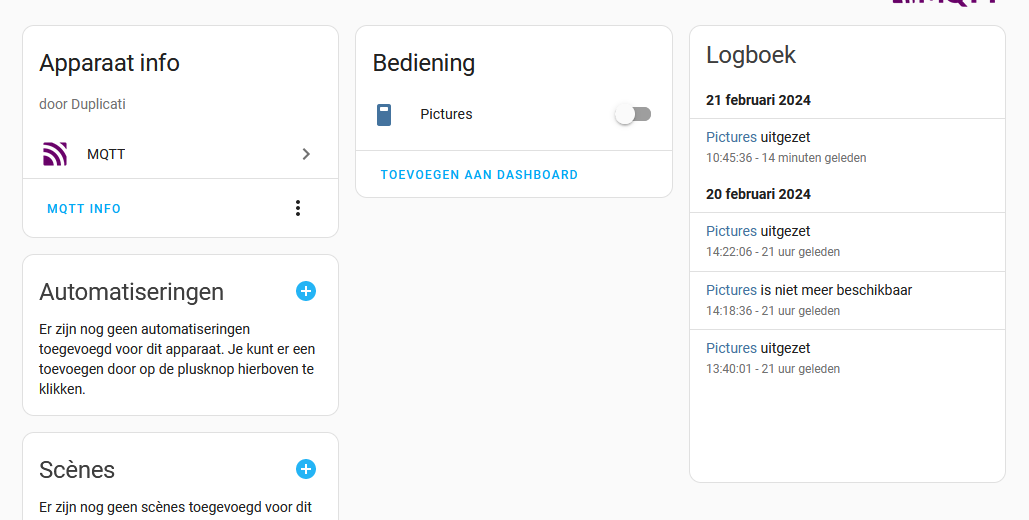 Apparaat info
door Duplicati
MQTT
MQTT INFO
Automatiseringen
Er zijn nog geen automatiseringen
toegevoegd voor dit apparaat. Je kunt er een
toevoegen door op de plusknop hierboven te
klikken.
Scènes
Er zijn nog geen scènes toegevoegd voor dit
Bediening
Pictures
TOEVOEGEN AAN DASHBOARD
Logboek
21 februari 2024
Pictures uitgezet
10:45:36 - 14 minuten geleden
20 februari 2024
Pictures uitgezet
14:22:06 - 21 uur geleden
Pictures is niet meer beschikbaar
14:18:36 - 21 uur geleden
Pictures uitgezet
13:40:01 - 21 uur geleden